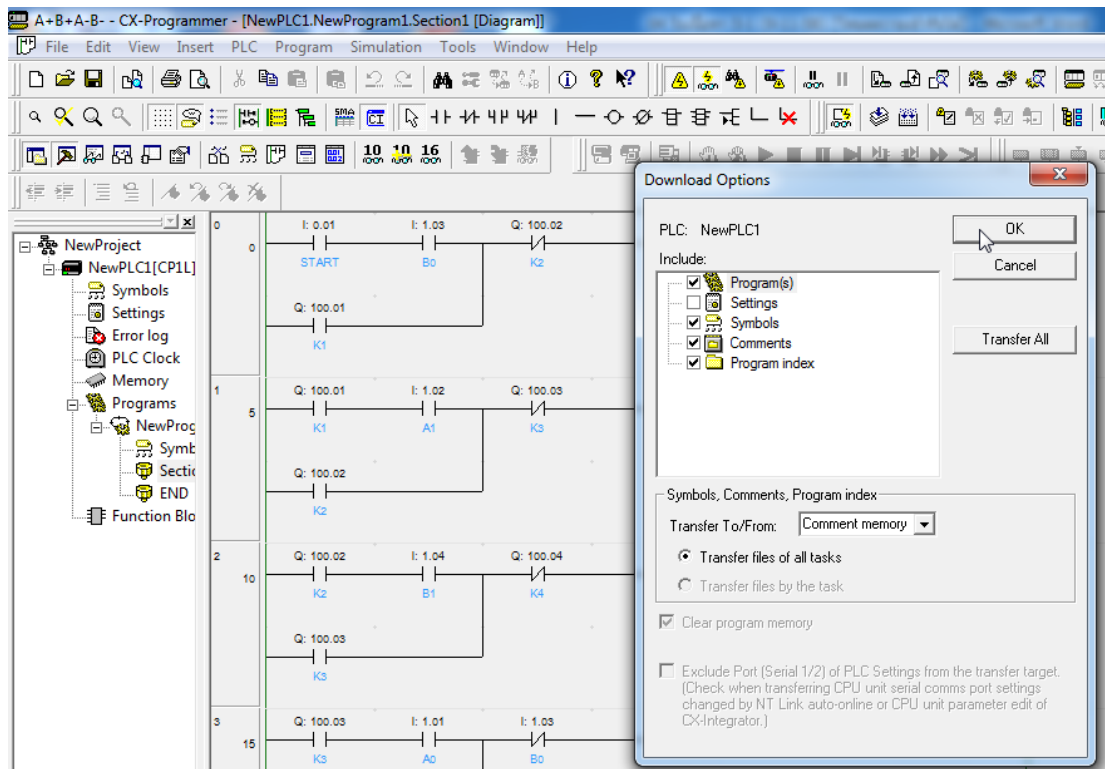 A+B+A-B- - CX-Programmer - [NewPLC1.NewProgram1.Section1 [Diagram]]
File Edit View Insert PLC Program Simulation Tools Window Help
10 10 16
NewProject
NewPLC1[CP1L]
Symbols
Settings
Error log
PLC Clock
Memory
Programs
NewProg
Symb
Sectic
END
Function Blo
0
0
I: 0.01 I: 1.03 Q: 100.02
START Bo K2
Q: 100.01
K1
1
5
Q: 100.01 I: 1.02 Q: 100.03
K1 A1 K3
Q: 100.02
K2
2
10
Q: 100.02 I: 1.04 Q: 100.04
K2 B1 K4
Q: 100.03
K3
3
15
Q: 100.03 I: 1.01 I: 1.03
K3 A0 Bo
Download Options
PLC: NewPLC1
OK
Include:
Cancel
Program(s)
Settings
Symbols
Comments
Program index
Transfer All
Symbols, Comments, Program index
Transfer To/From: Comment memory
Transfer files of all tasks
Transfer files by the task
Clear program memory
Exclude Port (Serial 1/2) of PLC Settings from the transfer target.
(Check when transferring CPU unit serial comms port settings
changed by NT Link auto-online or CPU unit parameter edit of
CX-Integrator.)